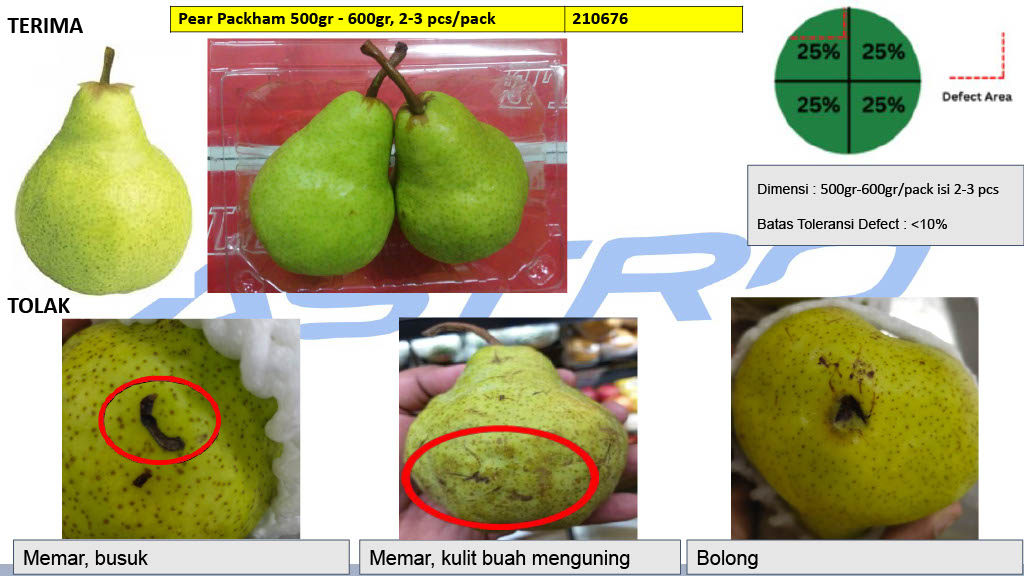 TERIMA
Pear Packham 500gr - 600gr, 2-3 pcs/pack
210676
25% 25%
25% 25%
Defect Area
Dimensi : 500gr-600gr/pack isi 2-3 pcs
Batas Toleransi Defect : <10%
ASTRO
TOLAK
Memar, busuk
Memar, kulit buah menguning
Bolong